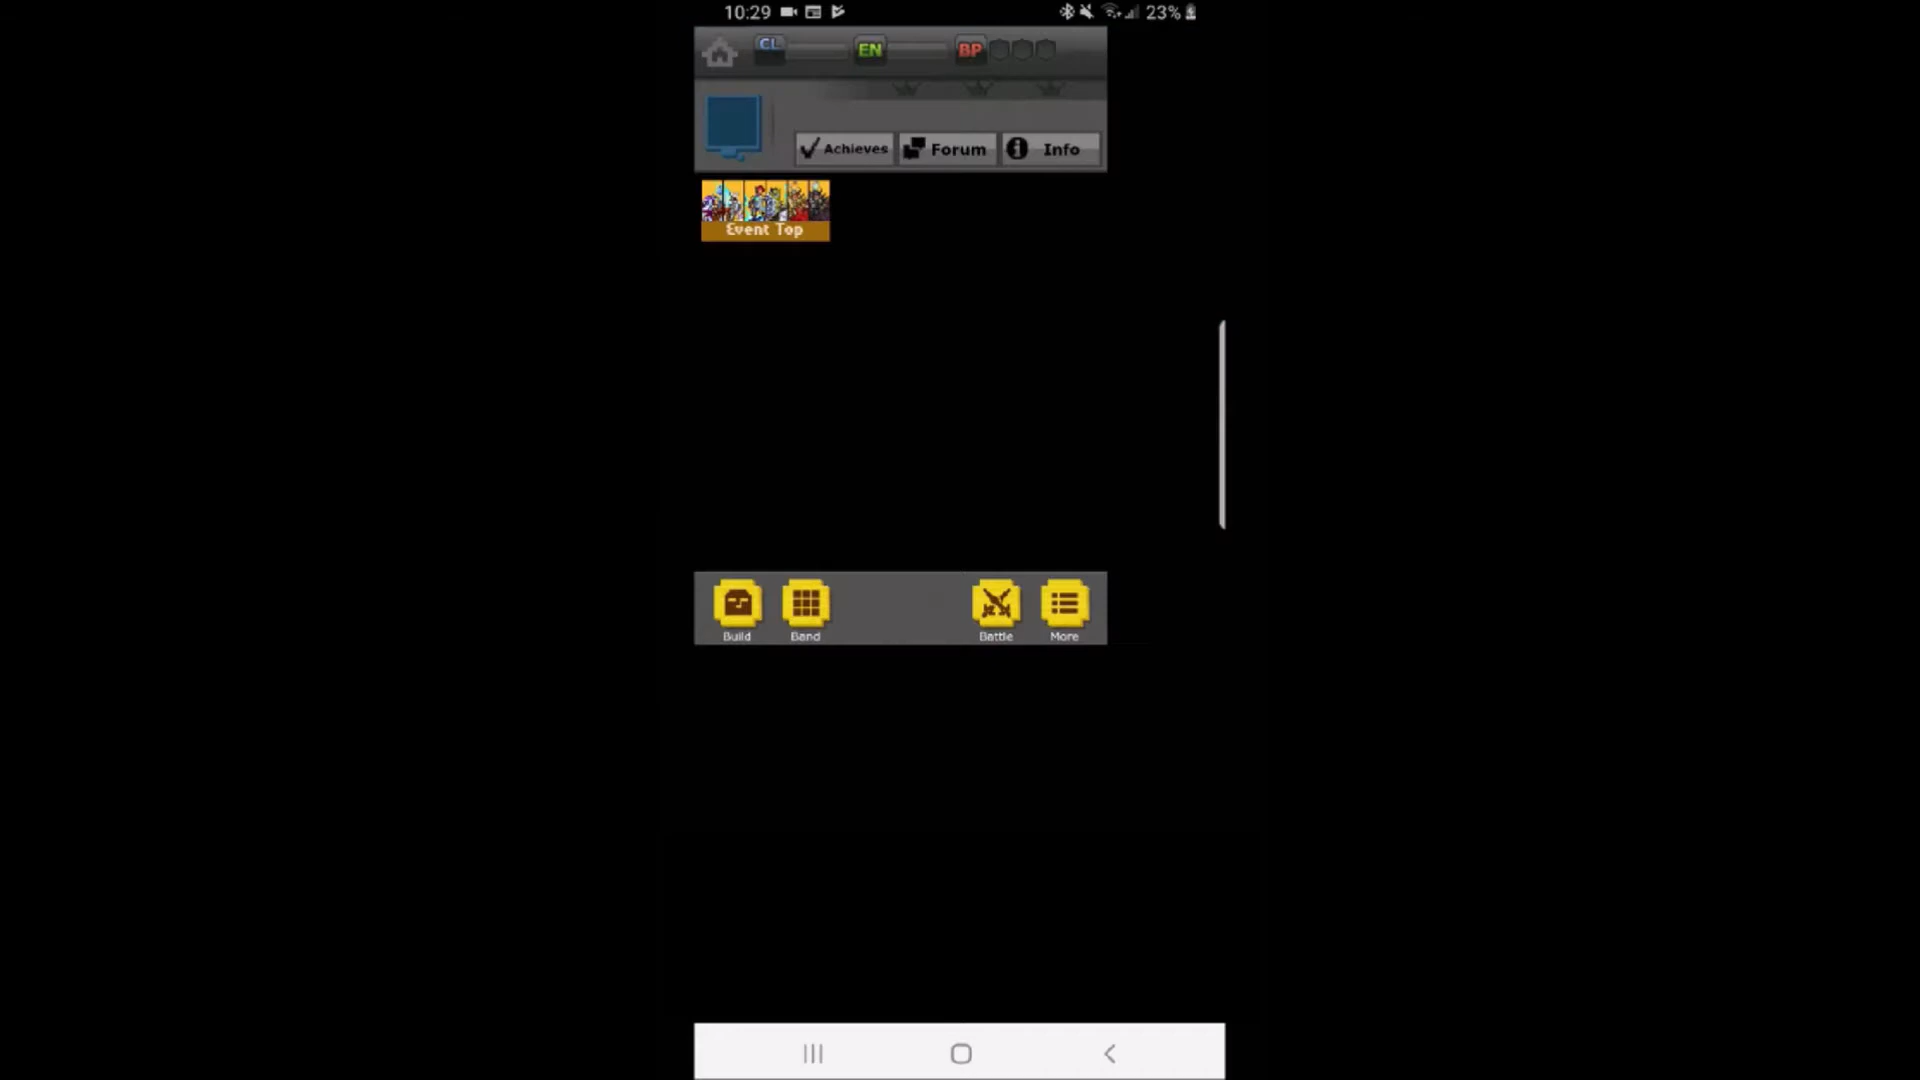 10:29 23%
CL EN BP
Achieves Forum Info
Event Top
Build Band Battle More